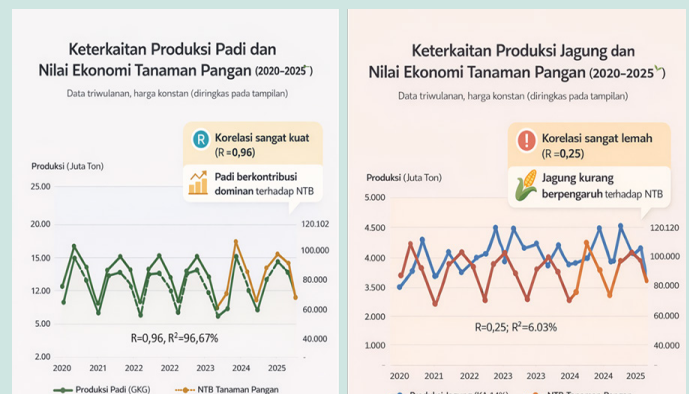 Keterkaitan Produksi Padi dan
Nilai Ekonomi Tanaman Pangan (2020–2025)
Data triwulanan, harga konstan (diringkas pada tampilan)
R
Korelasi sangat kuat
(R =0,96)
Padi berkontribusi
dominan terhadap NTB
Produksi (Juta Ton)
25.00
20.00
15.00
12.00
5.00
2.00
120.102
100.000
80.000
60.000
40.000
-
R=0,96, R²=96,67%
2020
2021
2022
2022
2023
2024
2025
Produksi Padi (GKG)
NTB Tanaman Pangan
Keterkaitan Produksi Jagung dan
Nilai Ekonomi Tanaman Pangan (2020–2025)
Data triwulanan, harga konstan (diringkas pada tampilan)
!
Korelasi sangat lemah
(R =0,25)
Jagung kurang
berpengaruh terhadap NTB
Produksi (Juta Ton)
5.000
4.500
4.000
3.500
2.000
1.000
120.120
100.000
80.000
60.000
40.000
-
R=0,25; R²=6.03%
2020
2021
2022
2022
2023
2024
2024
2025